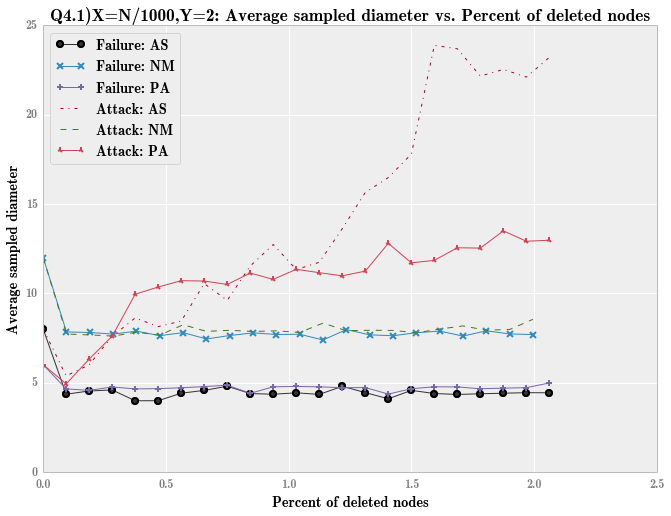 Q4.1)X=N/1000,Y=2: Average sampled diameter vs. Percent of deleted nodes
Failure: AS
Failure: NM
Failure: PA
Attack: AS
Attack: NM
Attack: PA
Average sampled diameter
25
20
15
10
5
0
0.0 0.5 1.0 1.5 2.0 2.5
Percent of deleted nodes